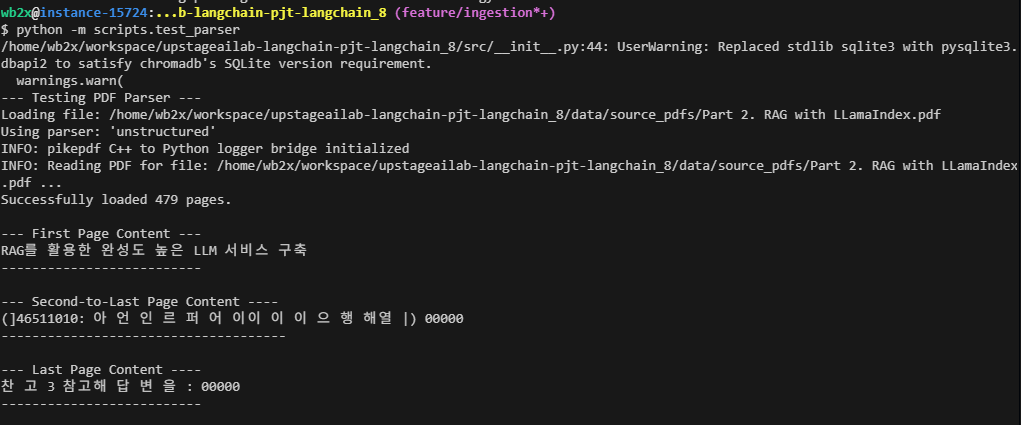 wb2x@instance-15724:...b-langchain-pjt-langchain_8 (feature/ingestion*+)
$ python -m scripts.test_parser
/home/wb2x/workspace/upstageailab-langchain-pjt-langchain_8/src/__init__.py:44: UserWarning: Replaced stdlib sqlite3 with pysqlite3.
dbapi2 to satisfy chromadb's SQLite version requirement.
  warnings.warn(
--- Testing PDF Parser ---
Loading file: /home/wb2x/workspace/upstageailab-langchain-pjt-langchain_8/data/source_pdfs/Part 2. RAG with LLamaIndex.pdf
Using parser: 'unstructured'
INFO: pikepdf C++ to Python logger bridge initialized
INFO: Reading PDF for file: /home/wb2x/workspace/upstageailab-langchain-pjt-langchain_8/data/source_pdfs/Part 2. RAG with LLamaIndex
.pdf ...
Successfully loaded 479 pages.

--- First Page Content ---
RAG를 활용한 완성도 높은 LLM 서비스 구축
--------------------------

--- Second-to-Last Page Content ----
(]46511010: 아 언 인 르 퍼 어 이이 이 이 으 행 해열 |) 00000
-------------------------------------

--- Last Page Content ----
찬 고 3 참고해 답 변 을 : 00000
--------------------------